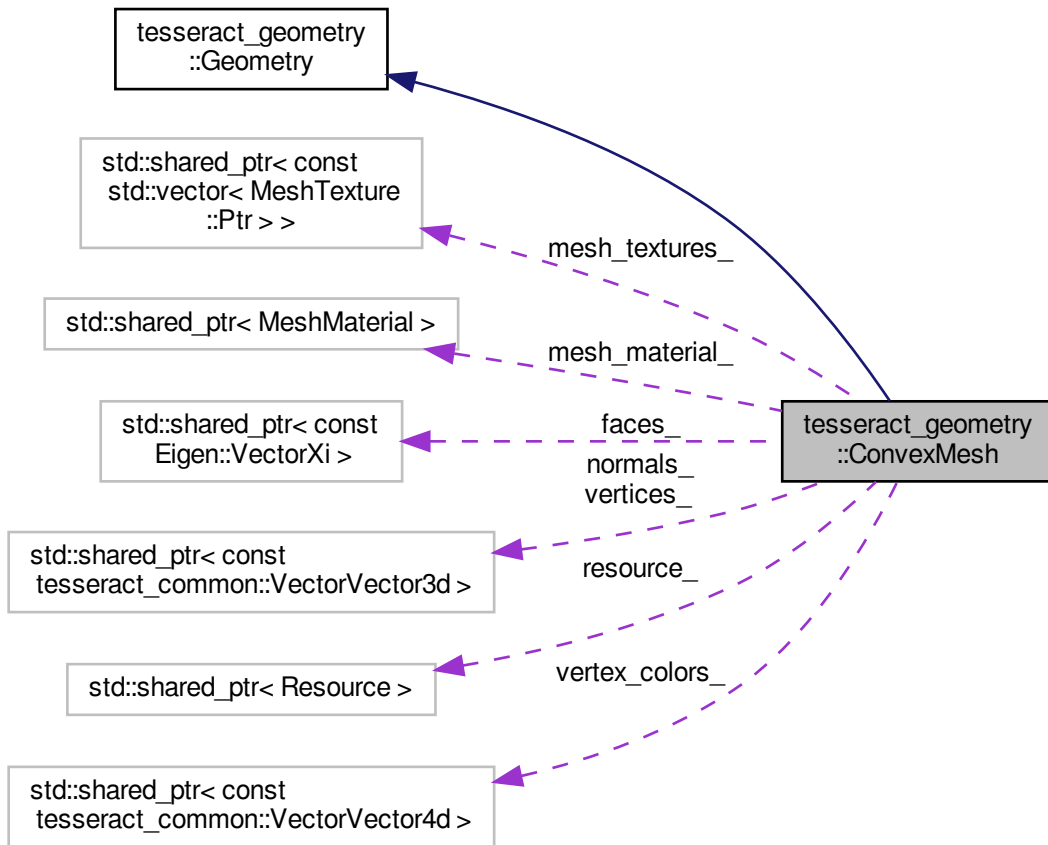 tesseract_geometry
::Geometry
std::shared_ptr< const
std::vector< MeshTexture
::Ptr > >
mesh_textures_
std::shared_ptr< MeshMaterial >
mesh_material_
std::shared_ptr< const
Eigen::VectorXi >
faces_
tesseract_geometry
::ConvexMesh
normals_
vertices_
std::shared_ptr< const
tesseract_common::VectorVector3d >
resource_
std::shared_ptr< Resource >
vertex_colors_
std::shared_ptr< const
tesseract_common::VectorVector4d >